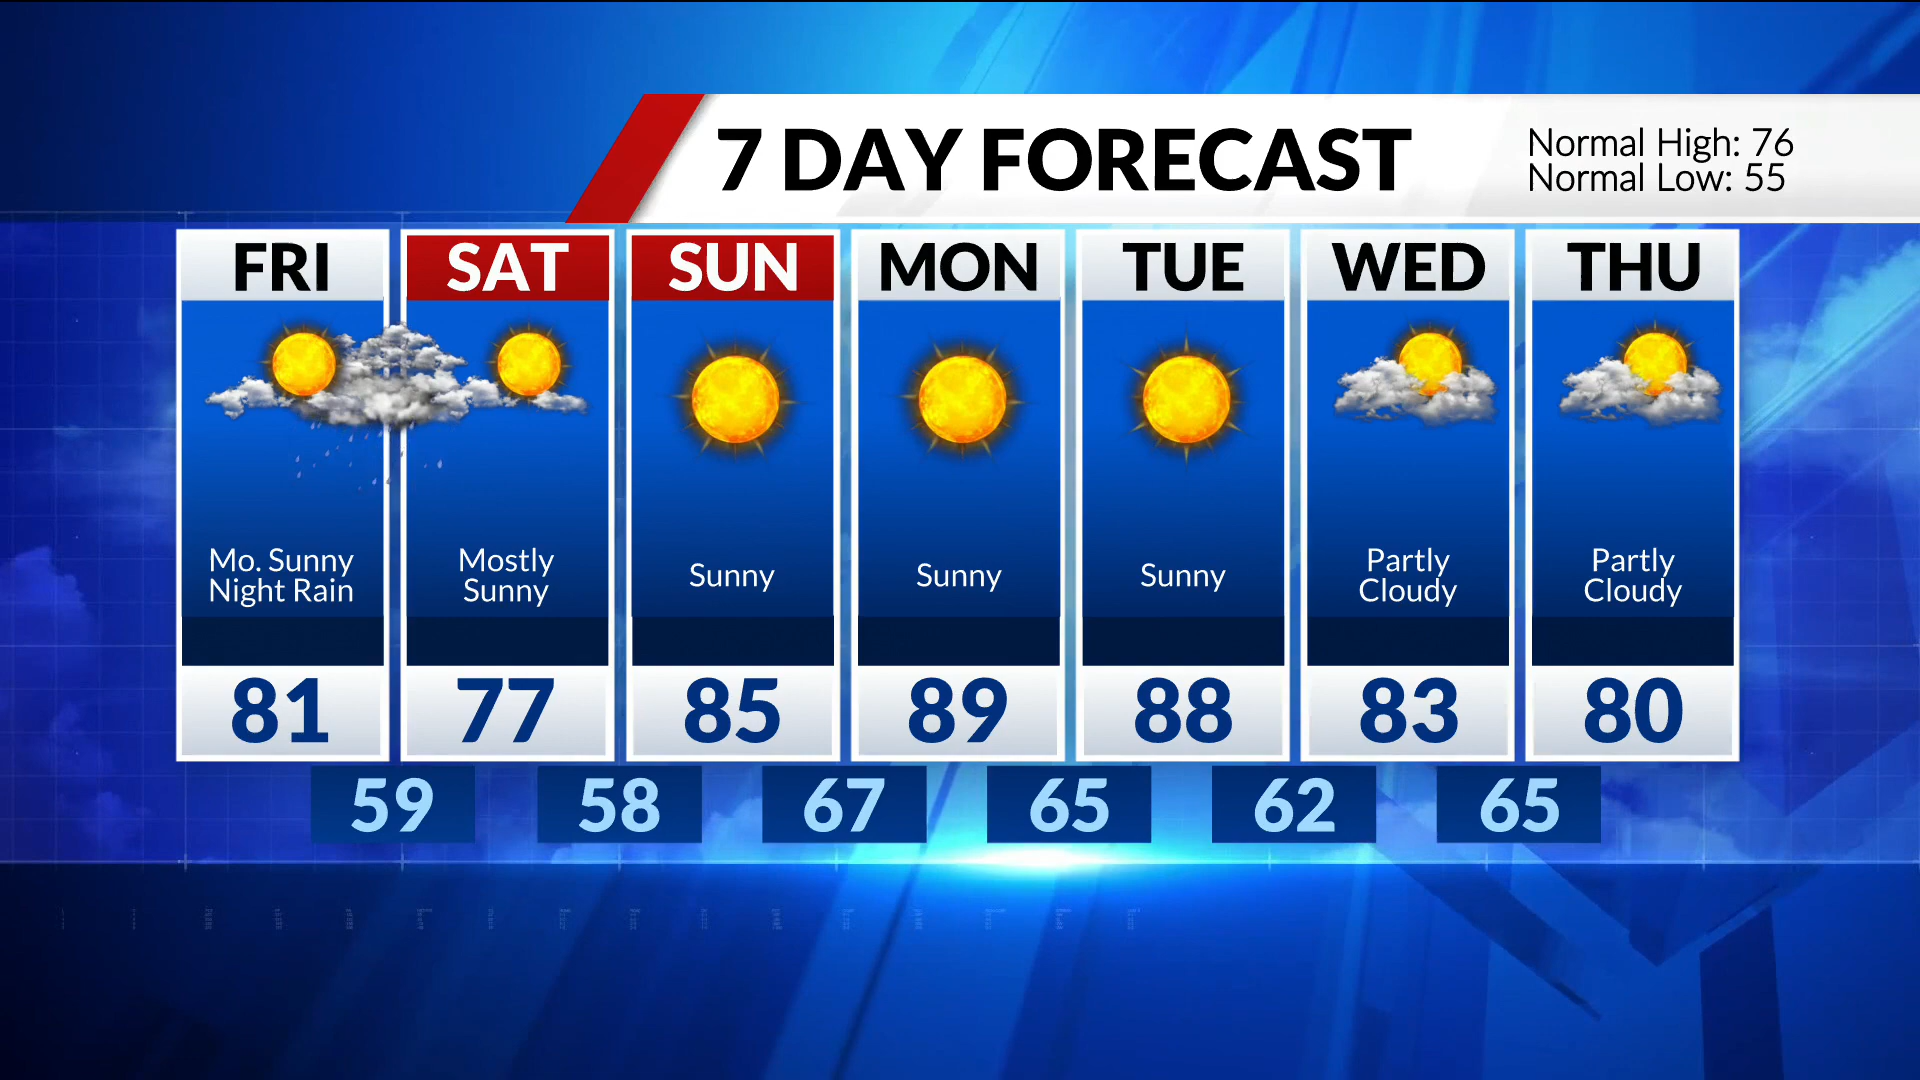 7 DAY FORECAST
Normal High: 76
Normal Low: 55
FRI
SAT
SUN
MON
TUE
WED
THU
Mo. Sunny
Night Rain
Mostly
Sunny
Sunny
Sunny
Sunny
Partly
Cloudy
Partly
Cloudy
81
77
85
89
88
83
80
59
58
67
65
62
65